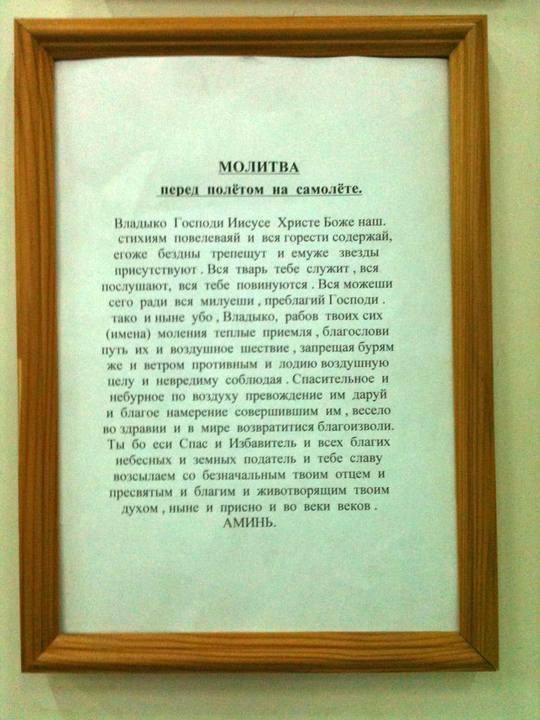 МОЛИТВА
перед полётом на самолёте.
Владыко Господи Иисусе Христе Боже наш.
стихиям повелеваяй и вся горести содержай,
егоже бездны трепещут и емуже звезды
присутствуют . Вся тварь тебе служит , вся
послушают, вся тебе повинуются . Вся можеши
сего ради вся милуеши , преблагий Господи .
тако и ныне убо , Владыко, рабов твоих сих
(имена) моления теплые приемля , благослови
путь их и воздушное шествие , запрещая бурям
же и ветром противным и лодию воздушную
целу и невредиму соблюдая . Спасительное и
небурное по воздуху превождение им даруй
и благое намерение совершившим им , весело
во здравии и в мире возвратитися благоизволи.
Ты бо еси Спас и Избавитель и всех благих
небесных и земных податель и тебе славу
возсылаем со безначальным твоим отцем и
пресвятым и благим и животворящим твоим
духом , ныне и присно и во веки веков .
АМИНЬ.